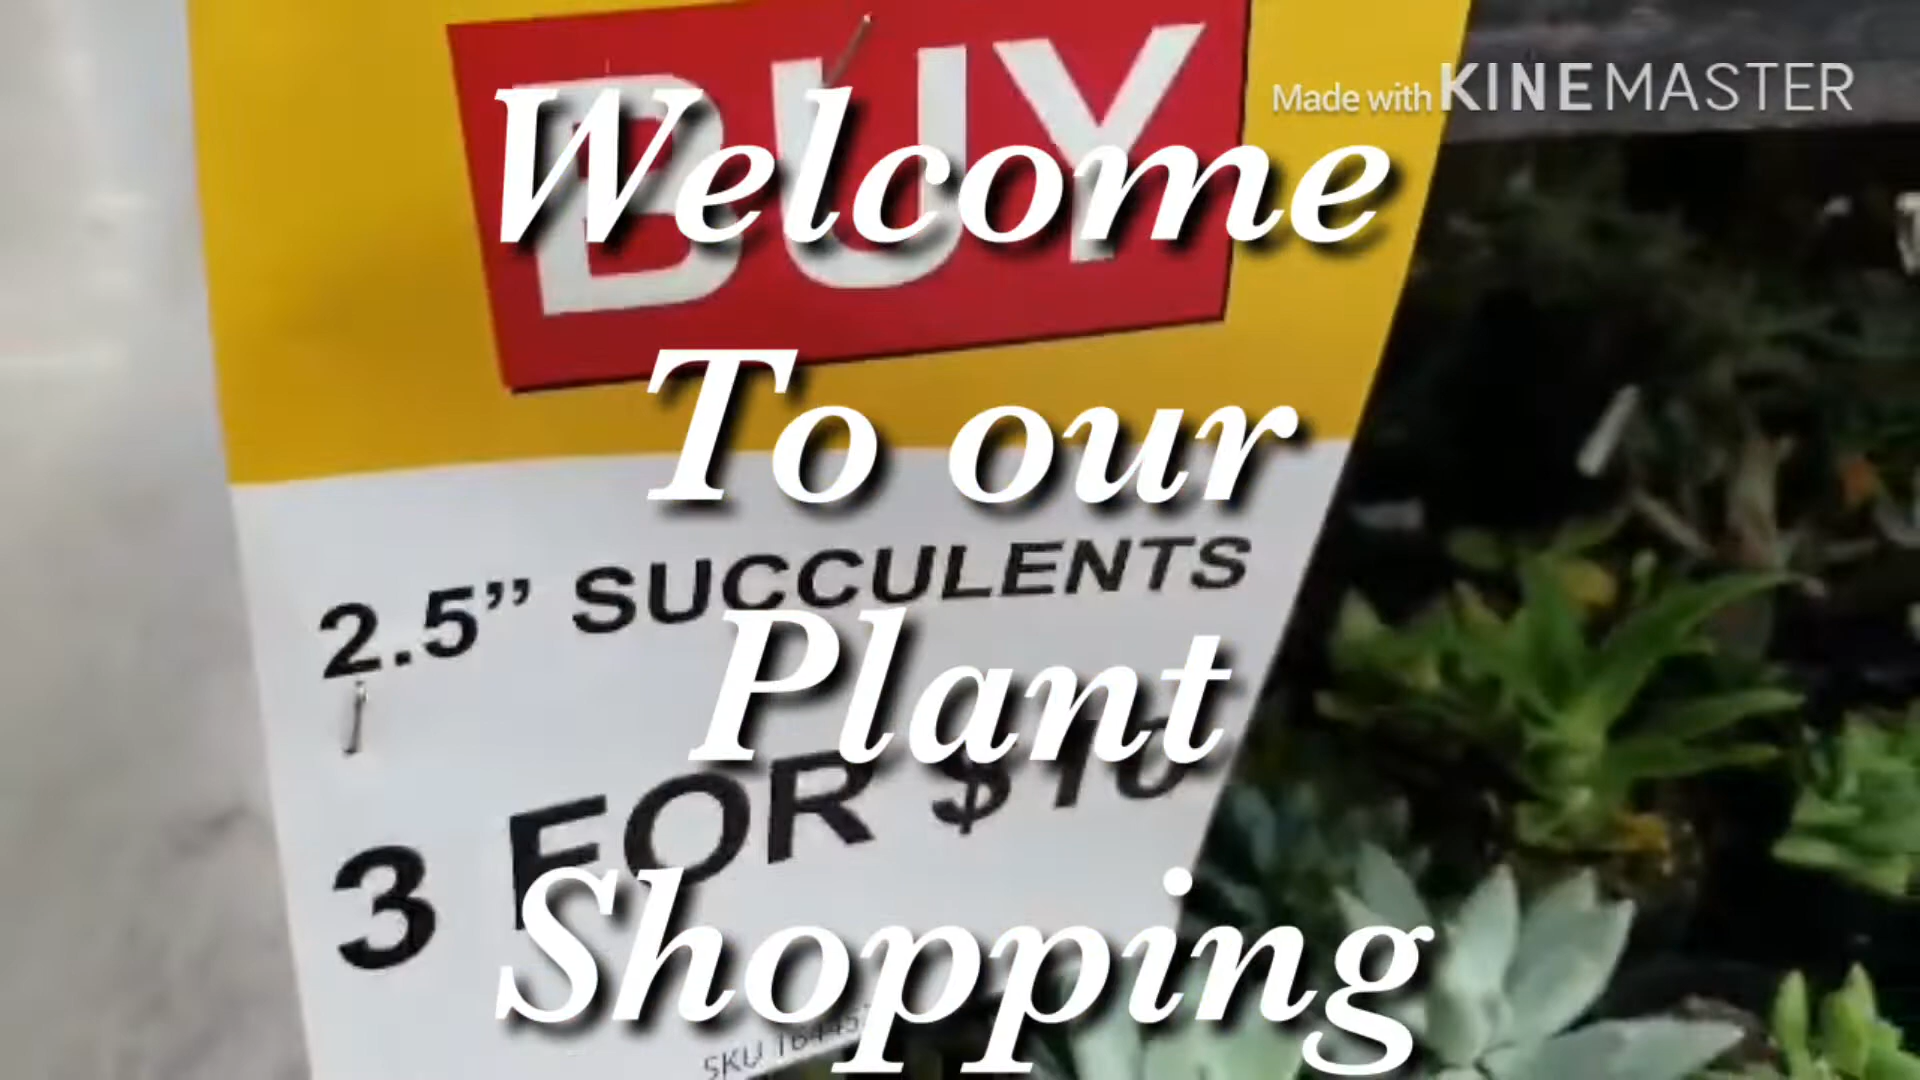 BUY
Made with KINEMASTER
Welcome
To our
2.5” SUCCULENTS
Plant
3 FOR $10
Shopping
SKU